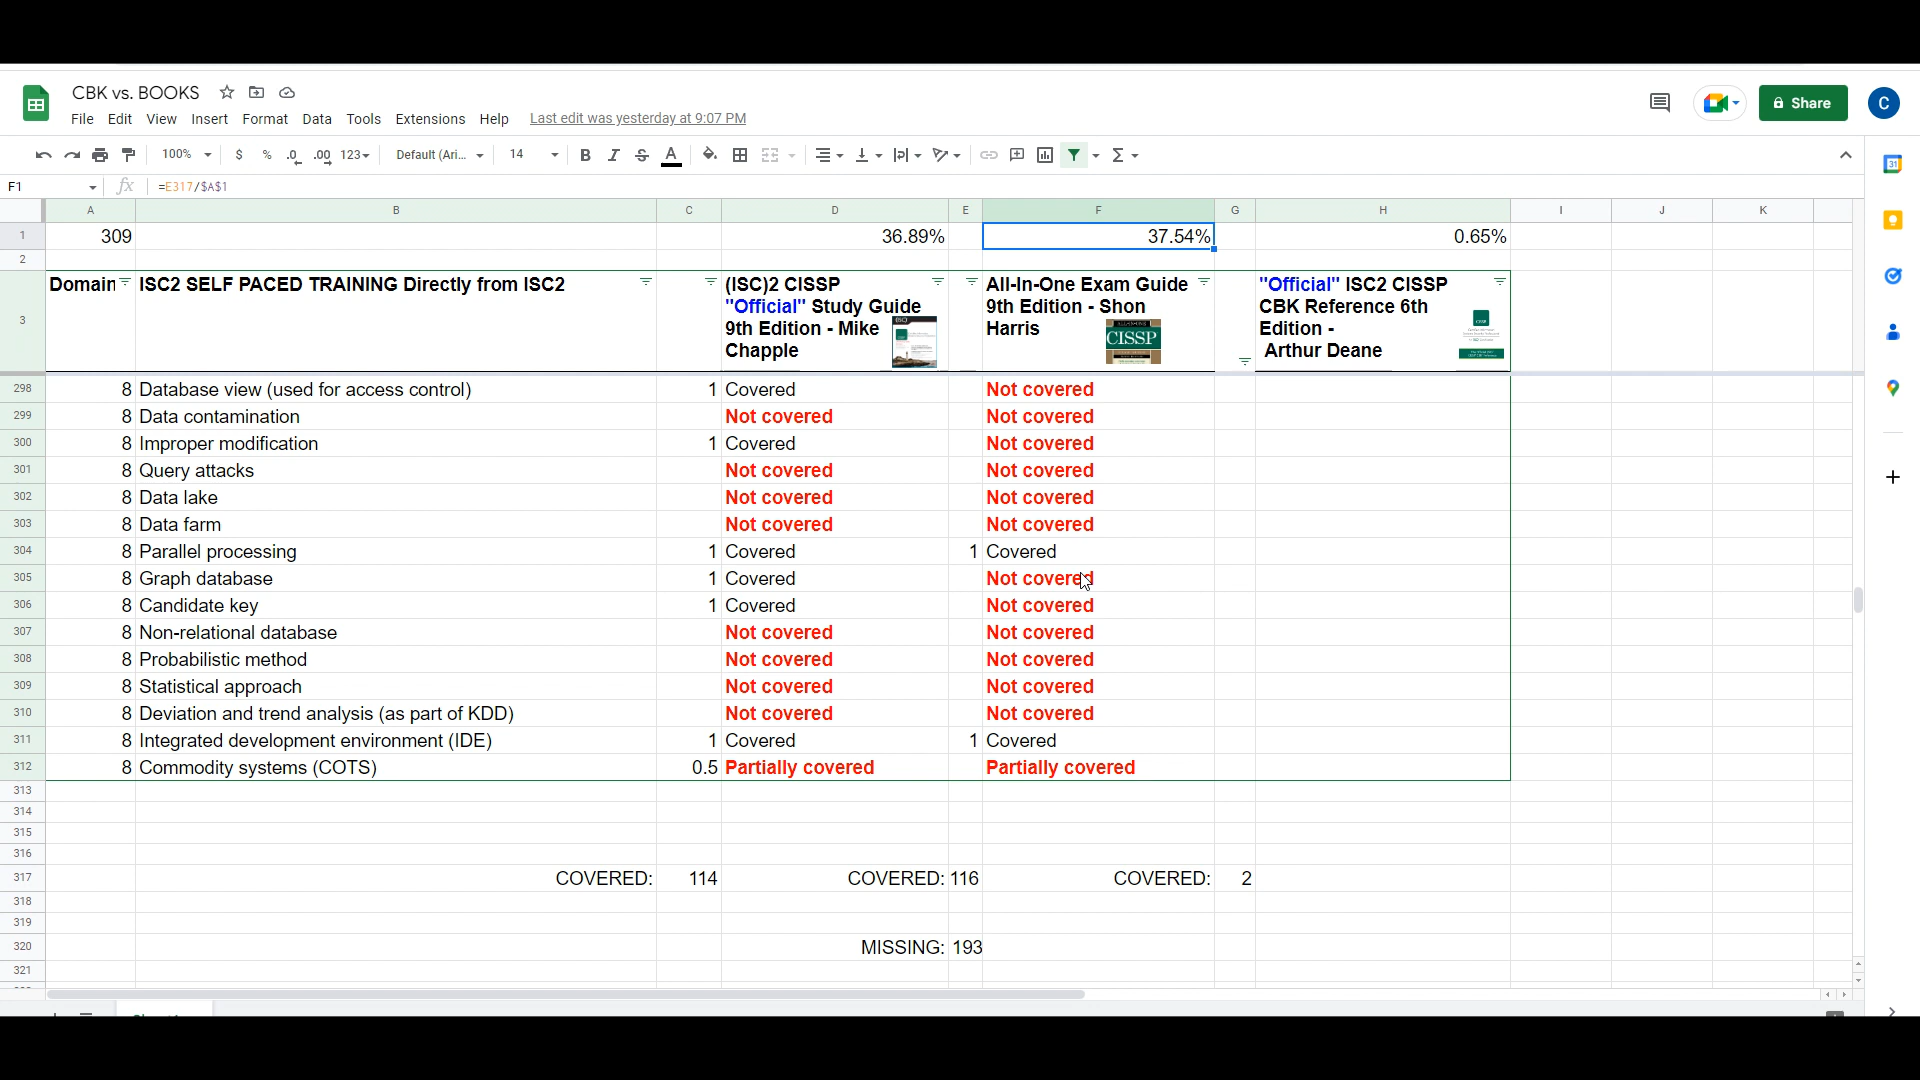 CBK vs. BOOKS
File Edit View Insert Format Data Tools Extensions Help Last edit was yesterday at 9:07 PM
Share
C
100% $ % .0 .00 123 Default (Ari... 14 B I S A
F1 fx =E317/$A$1
A B C D E F G H I J K
1 309 36.89% 37.54% 0.65%
2
3 Domain ISC2 SELF PACED TRAINING Directly from ISC2
(ISC)2 CISSP
"Official" Study Guide
9th Edition - Mike
Chapple
All-In-One Exam Guide
9th Edition - Shon
Harris
CISSP
"Official" ISC2 CISSP
CBK Reference 6th
Edition -
Arthur Deane
298 8 Database view (used for access control) 1 Covered Not covered
299 8 Data contamination Not covered Not covered
300 8 Improper modification 1 Covered Not covered
301 8 Query attacks Not covered Not covered
302 8 Data lake Not covered Not covered
303 8 Data farm Not covered Not covered
304 8 Parallel processing 1 Covered 1 Covered
305 8 Graph database 1 Covered Not covered
306 8 Candidate key 1 Covered Not covered
307 8 Non-relational database Not covered Not covered
308 8 Probabilistic method Not covered Not covered
309 8 Statistical approach Not covered Not covered
310 8 Deviation and trend analysis (as part of KDD) Not covered Not covered
311 8 Integrated development environment (IDE) 1 Covered 1 Covered
312 8 Commodity systems (COTS) 0.5 Partially covered Partially covered
313
314
315
316
317 COVERED: 114 COVERED: 116 COVERED: 2
318
319
320 MISSING: 193
321